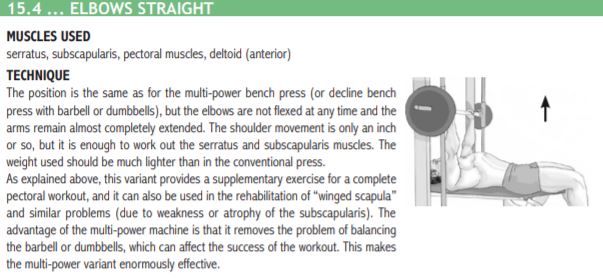 15.4 ... ELBOWS STRAIGHT
MUSCLES USED
serratus, subscapularis, pectoral muscles, deltoid (anterior)
TECHNIQUE
The position is the same as for the multi-power bench press (or decline bench
press with barbell or dumbbells), but the elbows are not flexed at any time and the
arms remain almost completely extended. The shoulder movement is only an inch
or so, but it is enough to work out the serratus and subscapularis muscles. The
weight used should be much lighter than in the conventional press.
As explained above, this variant provides a supplementary exercise for a complete
pectoral workout, and it can also be used in the rehabilitation of “winged scapula”
and similar problems (due to weakness or atrophy of the subscapularis). The
advantage of the multi-power machine is that it removes the problem of balancing
the barbell or dumbbells, which can affect the success of the workout. This makes
the multi-power variant enormously effective.